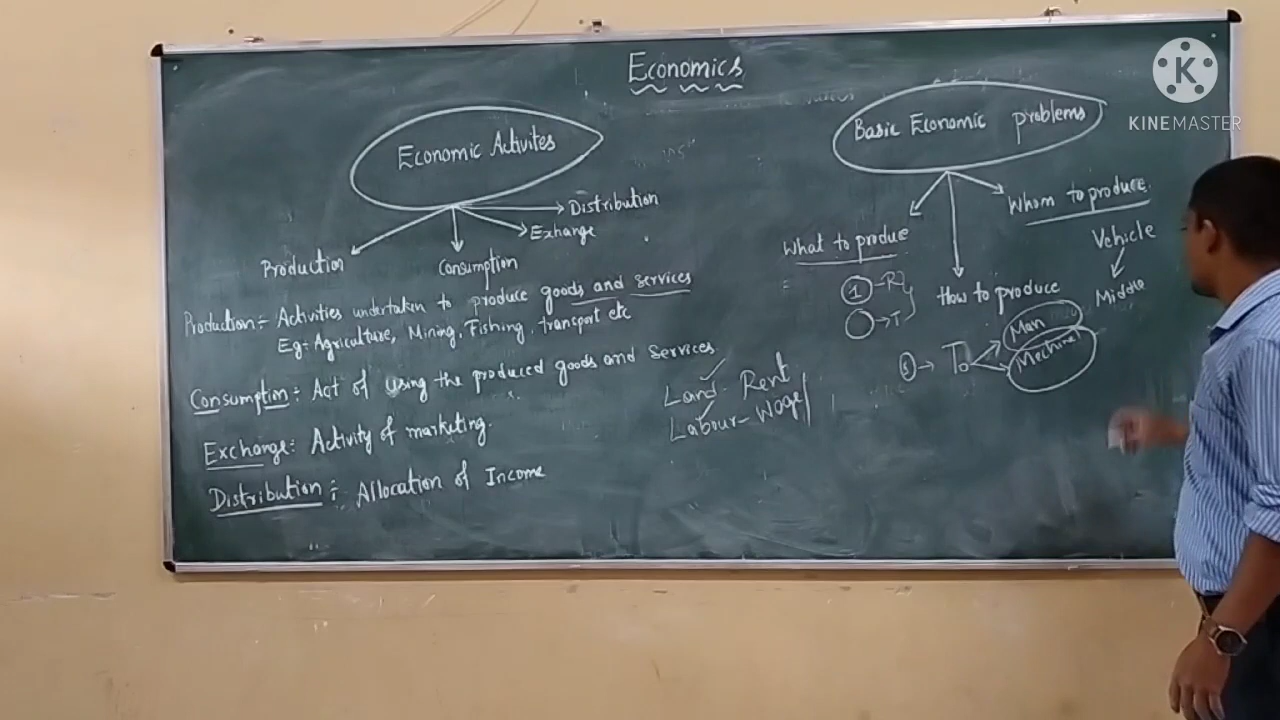 Economics
Economic Activites
Production
Consumption
Exhange
Distribution
Production:- Activities undertaken to produce goods and services
Eg:- Agriculture, Mining, Fishing, transport etc
Consumption:- Act of using the produced goods and services
Exchange:- Activity of marketing.
Distribution:- Allocation of Income
Land - Rent
Labour - Wage
Basic Economic problems
What to produce
1 - R
→ T
How to produce
Man
Mechine
Whom to produce.
Vehicle
Middle
KINEMASTER